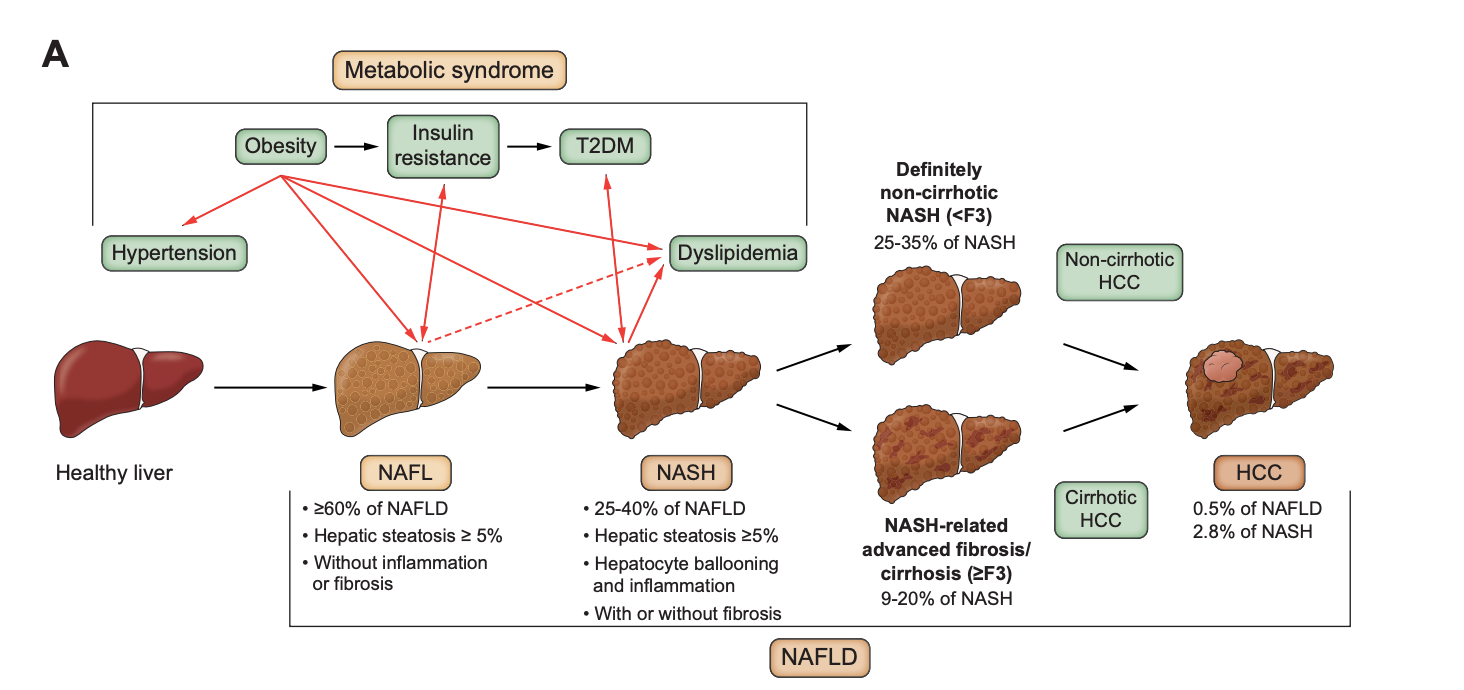 A
Metabolic syndrome
Obesity
Insulin
resistance
T2DM
Hypertension
Dyslipidemia
Definitely
non-cirrhotic
NASH (<F3)
25-35% of NASH
Non-cirrhotic
HCC
Healthy liver
NAFL
• ≥60% of NAFLD
• Hepatic steatosis ≥ 5%
• Without inflammation
or fibrosis
NASH
• 25-40% of NAFLD
• Hepatic steatosis ≥5%
• Hepatocyte ballooning
and inflammation
• With or without fibrosis
NASH-related
advanced fibrosis/
cirrhosis (≥F3)
9-20% of NASH
Cirrhotic
HCC
HCC
0.5% of NAFLD
2.8% of NASH
NAFLD